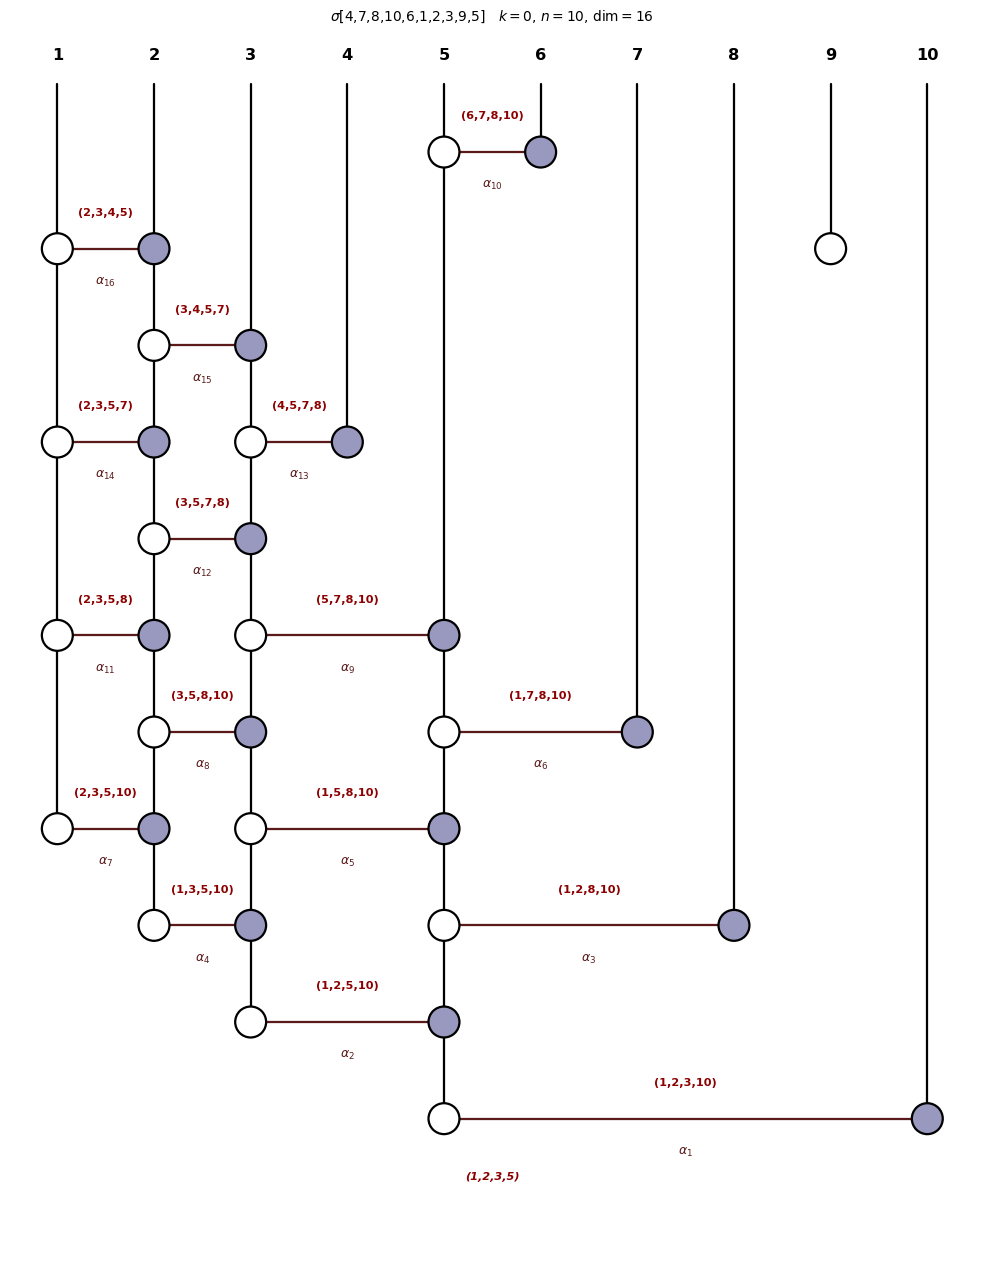 σ[4,7,8,10,6,1,2,3,9,5] k=0, n=10, dim=16
1 2 3 4 5 6 7 8 9 10
(6,7,8,10)
α10
(2,3,4,5)
α16
(3,4,5,7)
α15
(2,3,5,7) (4,5,7,8)
α14 α13
(3,5,7,8)
α12
(2,3,5,8) (5,7,8,10)
α11 α9
(3,5,8,10) (1,7,8,10)
α8 α6
(2,3,5,10) (1,5,8,10)
α7 α5
(1,3,5,10) (1,2,8,10)
α4 α3
(1,2,5,10)
α2
(1,2,3,10)
α1
(1,2,3,5)